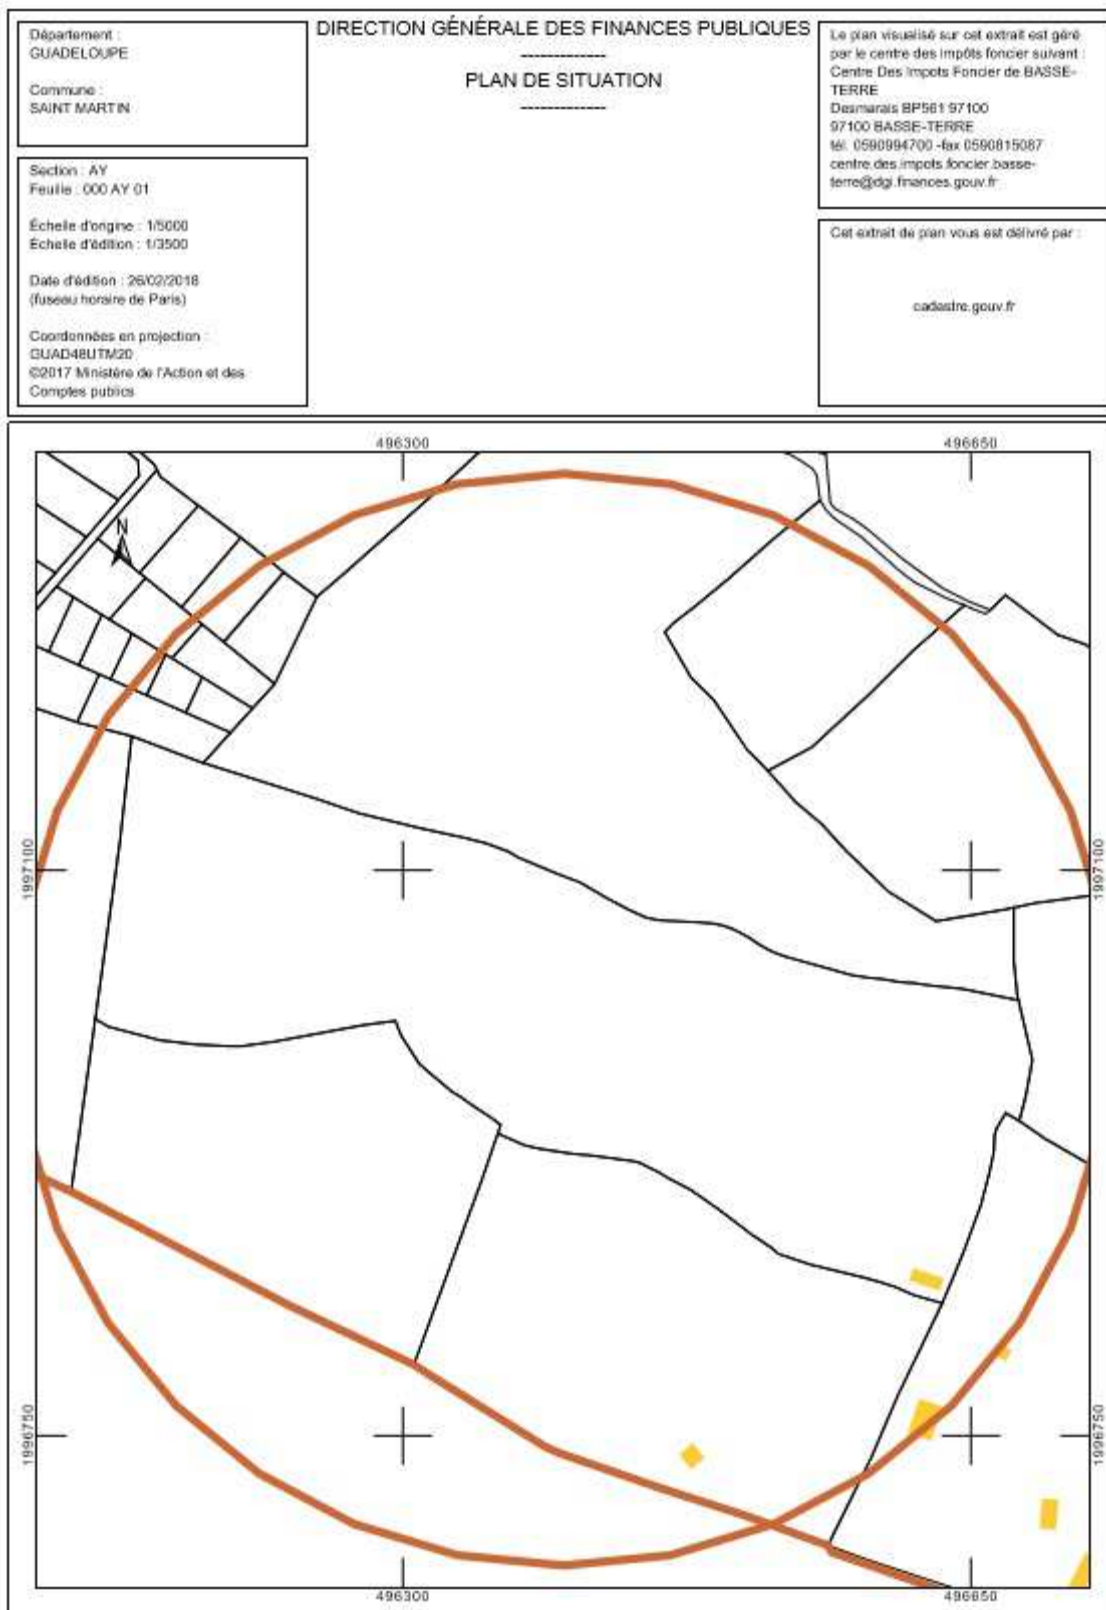 Département :
GUADELOUPE
Commune :
SAINT MARTIN
Section : AY
Feuille : 000 AY 01
Échelle d'origine : 1/5000
Échelle d'édition : 1/3500
Date d'édition : 26/02/2018
(fuseau horaire de Paris)
Coordonnées en projection :
GUAD48UTM20
©2017 Ministère de l'Action et des
Comptes publics
DIRECTION GÉNÉRALE DES FINANCES PUBLIQUES
--------------
PLAN DE SITUATION
--------------
Le plan visualisé sur cet extrait est géré
par le centre des impôts foncier suivant :
Centre Des Impots Foncier de BASSE-
TERRE
Desmarais BP561 97100
97100 BASSE-TERRE
tél. 0590994700 -fax 0590815087
centre.des.impots.foncier.basse-
terre@dgi.finances.gouv.fr
Cet extrait de plan vous est délivré par :
cadastre.gouv.fr
496300
496650
N
1997100
1997100
1996750
1996750
496300
496650